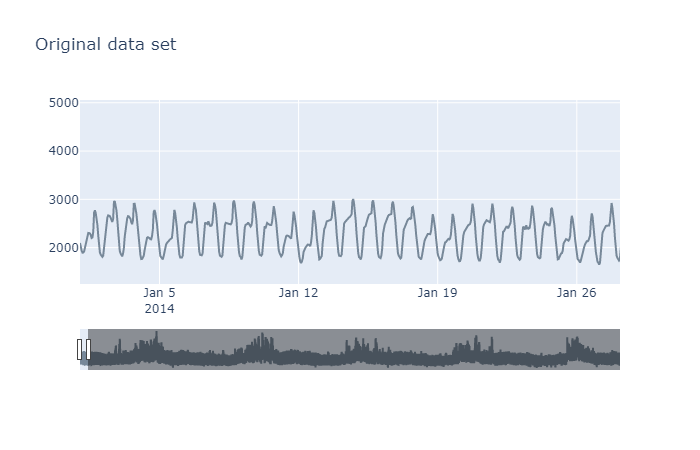 Original data set
5000
4000
3000
2000
Jan 5
2014
Jan 12
Jan 19
Jan 26